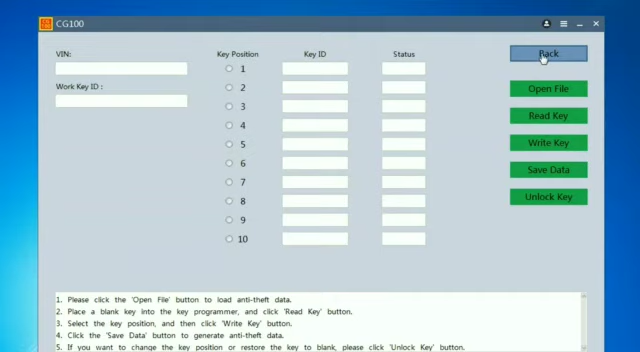 CG100
VIN:
Work Key ID :
Key Position Key ID Status
1
2
3
4
5
6
7
8
9
10
Back
Open File
Read Key
Write Key
Save Data
Unlock Key
1. Please click the 'Open File' button to load anti-theft data.
2. Place a blank key into the key programmer, and click 'Read Key' button.
3. Select the key position, and then click 'Write Key' button.
4. Click the 'Save Data' button to generate anti-theft data.
5. If you want to change the key position or restore the key to blank, please click 'Unlock Key' button.